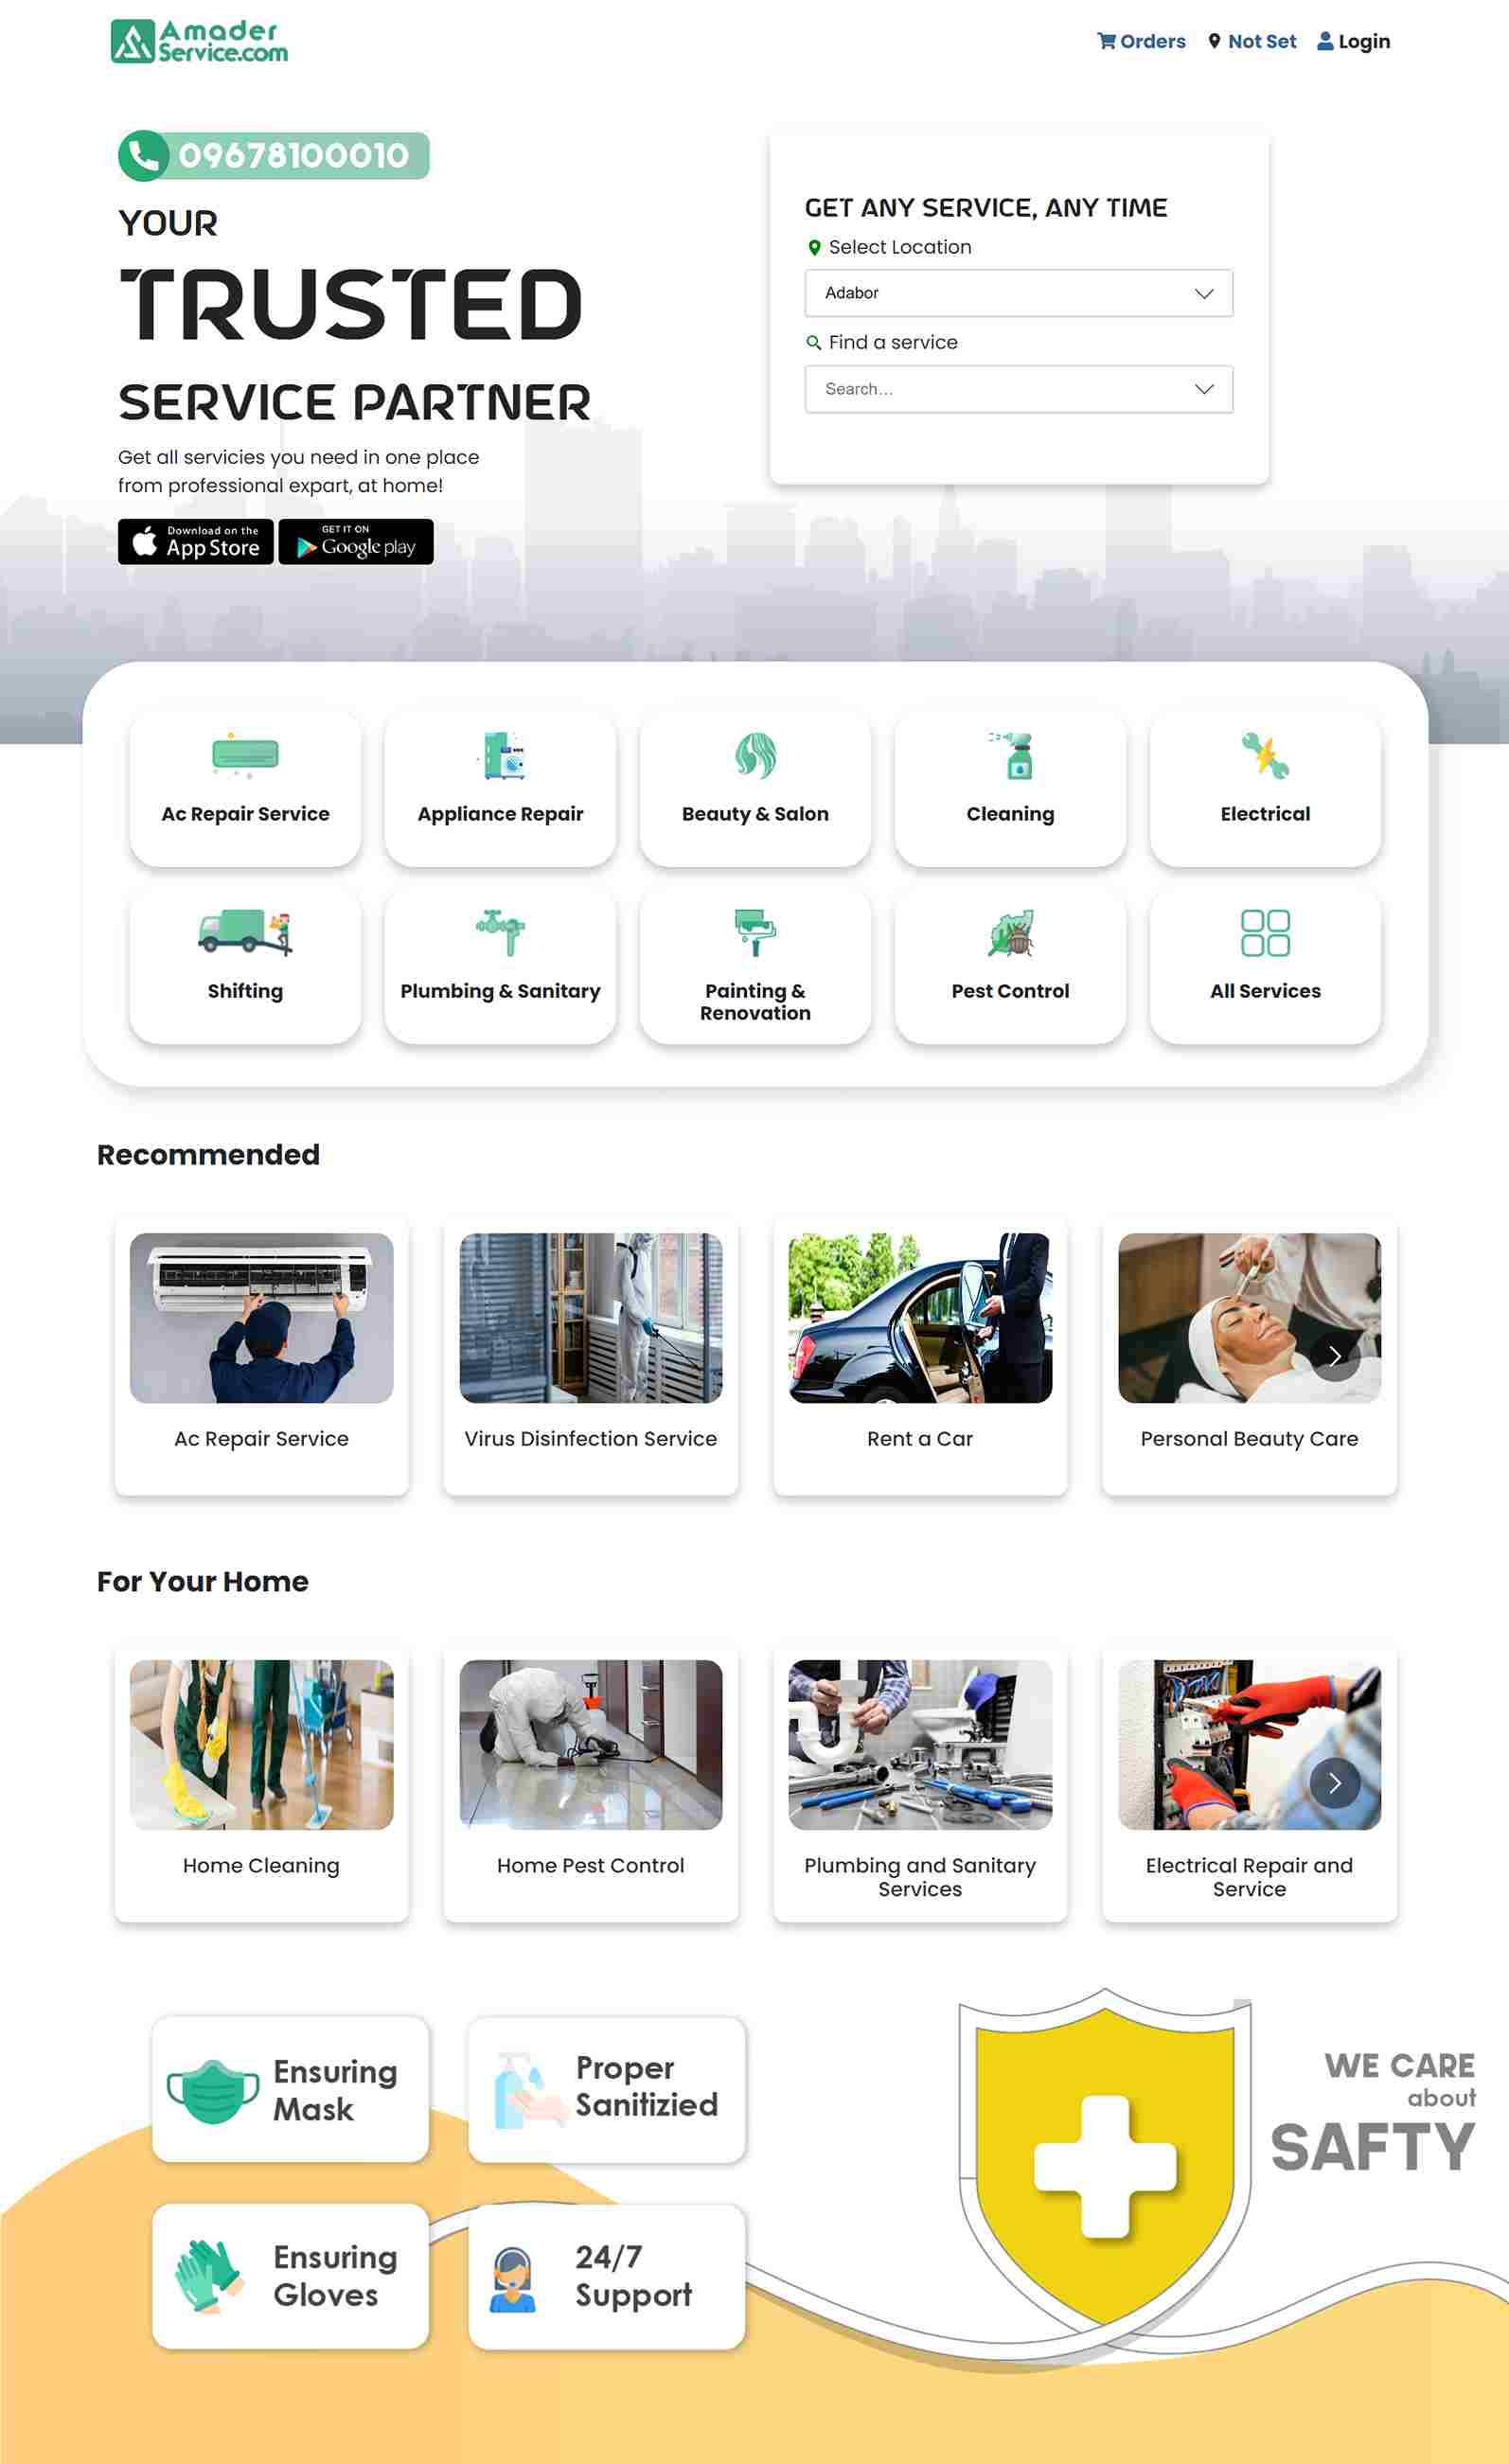 Amader
Service.com
Orders
Not Set
Login
09678100010
YOUR
TRUSTED
SERVICE PARTNER
Get all servicies you need in one place
from professional expart, at home!
Download on the
App Store
GET IT ON
Google play
GET ANY SERVICE, ANY TIME
Select Location
Adabor
Find a service
Search...
Ac Repair Service
Appliance Repair
Beauty & Salon
Cleaning
Electrical
Shifting
Plumbing & Sanitary
Painting &
Renovation
Pest Control
All Services
Recommended
Ac Repair Service
Virus Disinfection Service
Rent a Car
Personal Beauty Care
For Your Home
Home Cleaning
Home Pest Control
Plumbing and Sanitary
Services
Electrical Repair and
Service
Ensuring
Mask
Proper
Sanitizied
Ensuring
Gloves
24/7
Support
WE CARE
about
SAFTY